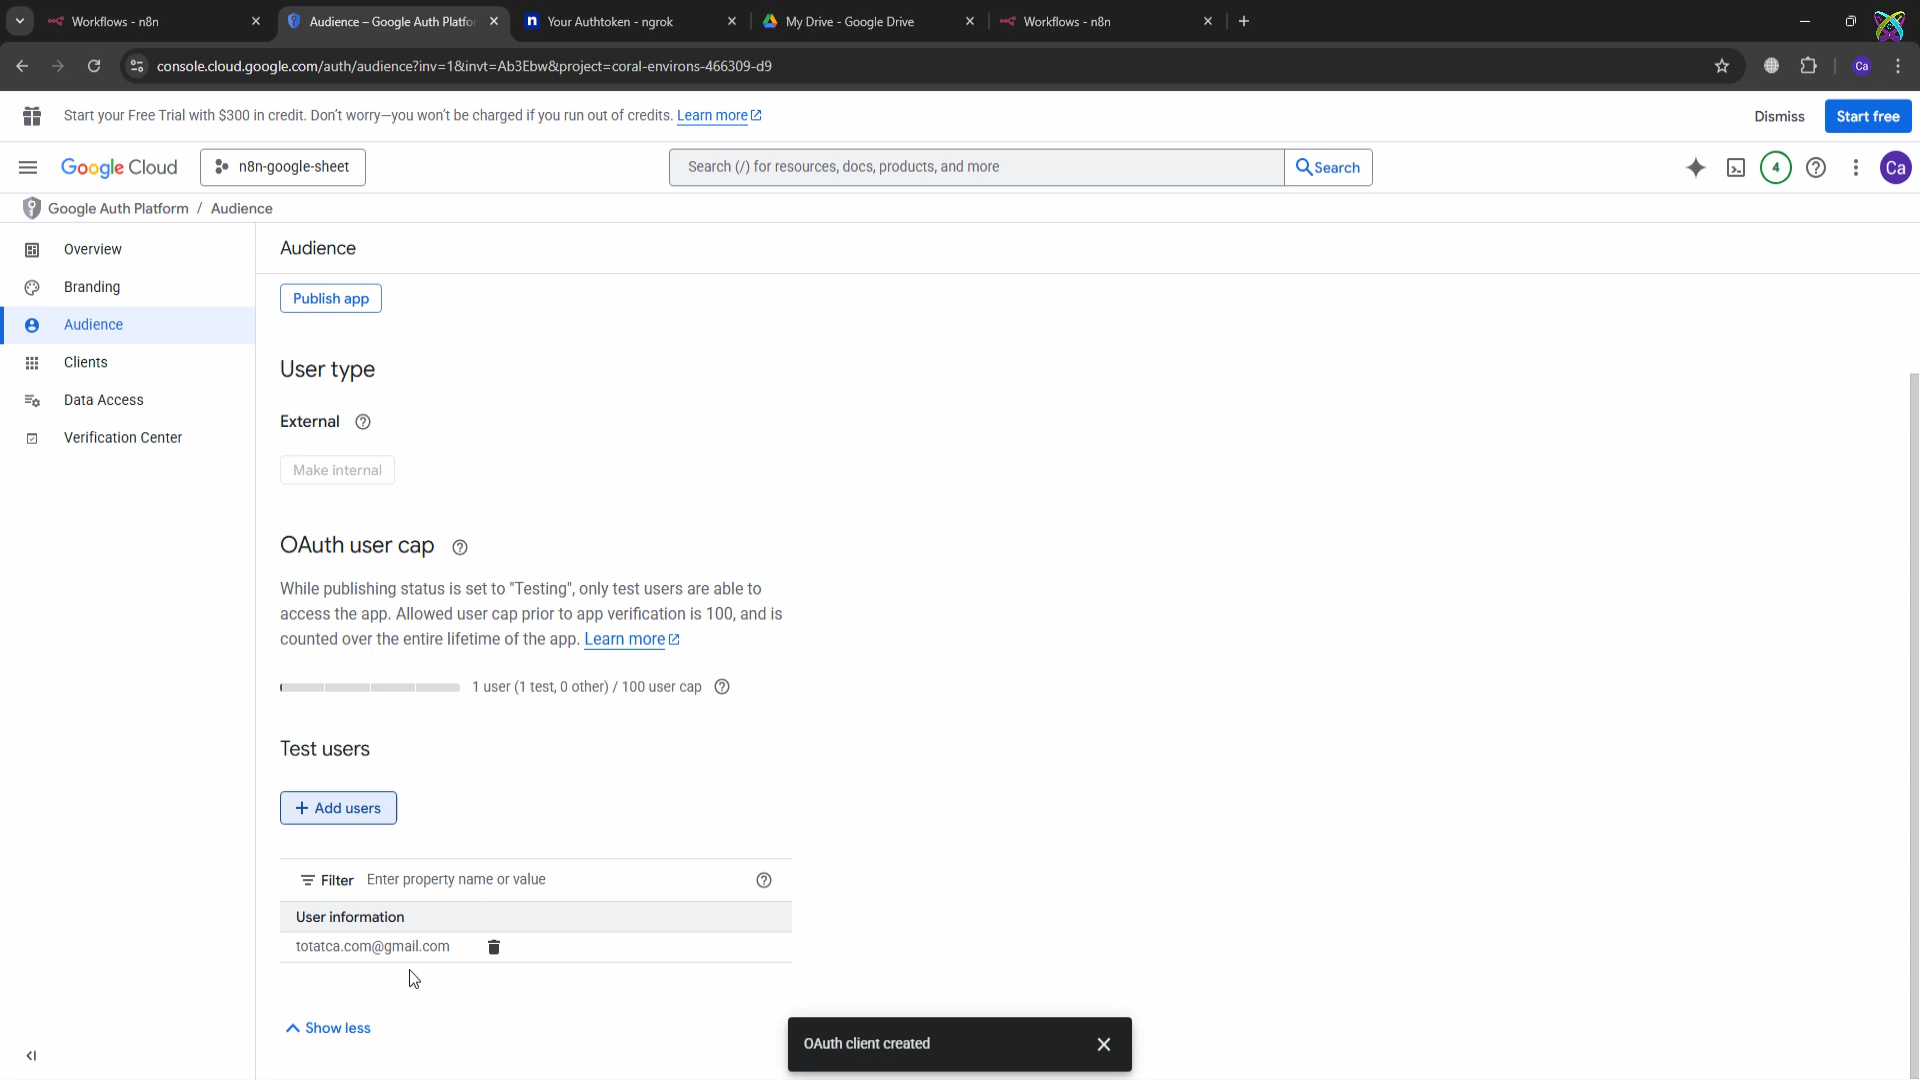 Workflows - n8n
Audience – Google Auth Platfo
Your Authtoken - ngrok
My Drive - Google Drive
Workflows - n8n
console.cloud.google.com/auth/audience?inv=1&invt=Ab3Ebw&project=coral-environs-466309-d9
Ca
Start your Free Trial with $300 in credit. Don't worry—you won't be charged if you run out of credits. Learn more
Dismiss
Start free
Google Cloud
n8n-google-sheet
Search (/) for resources, docs, products, and more
Search
4
Ca
Google Auth Platform / Audience
Overview
Branding
Audience
Clients
Data Access
Verification Center
Audience
Publish app
User type
External
Make internal
OAuth user cap
While publishing status is set to "Testing", only test users are able to
access the app. Allowed user cap prior to app verification is 100, and is
counted over the entire lifetime of the app. Learn more
1 user (1 test, 0 other) / 100 user cap
Test users
+ Add users
Filter Enter property name or value
User information
totatca.com@gmail.com
Show less
OAuth client created